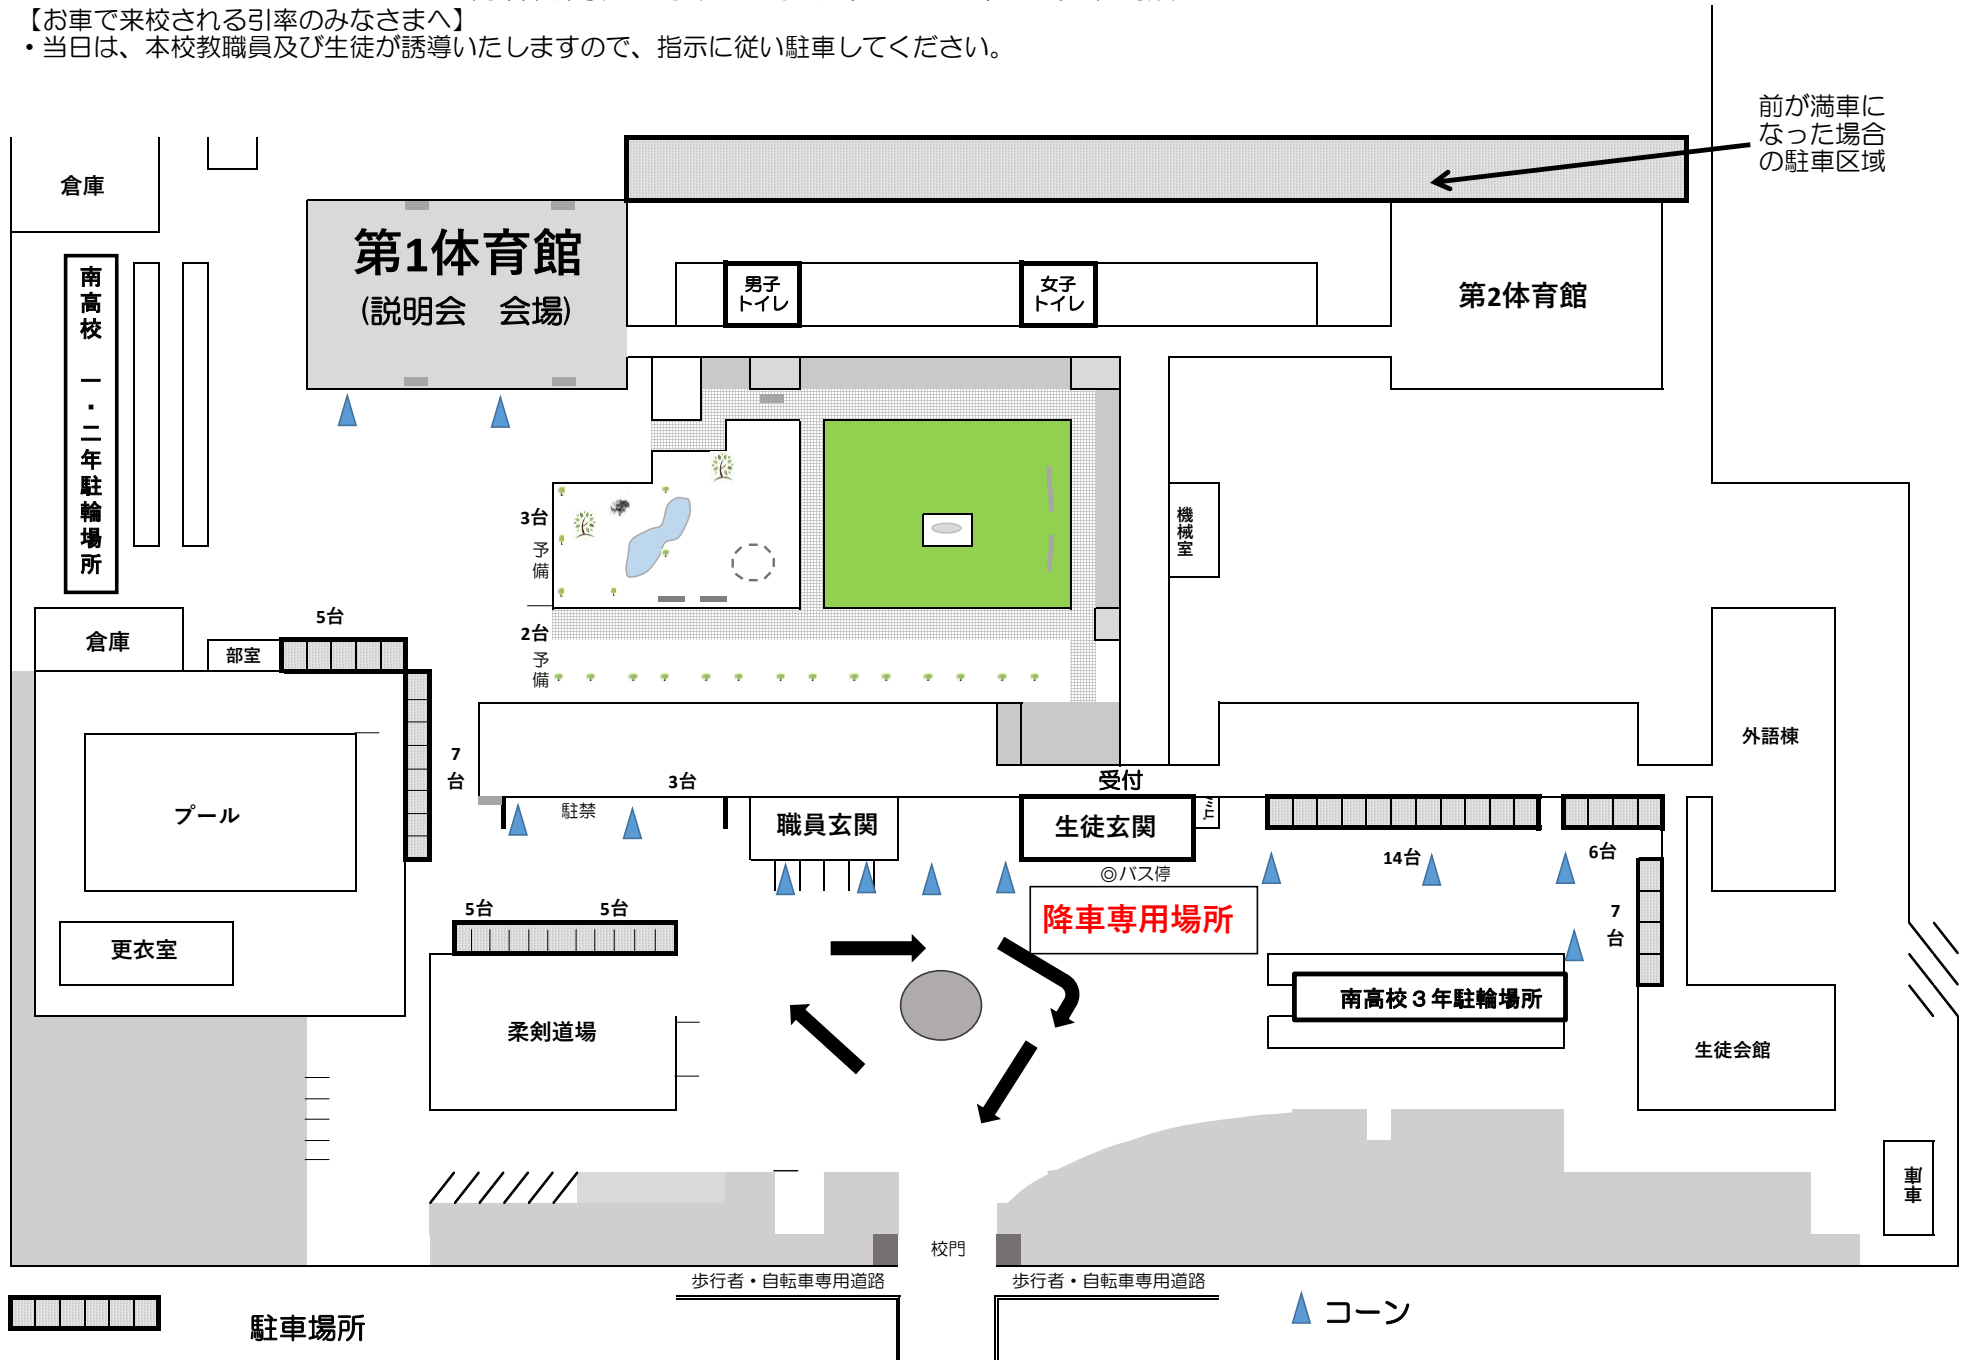 【お車で来校される引率のみなさまへ】
・当日は、本校教職員及び生徒が誘導いたしますので、指示に従い駐車してください。
前が満車に
なった場合
の駐車区域
倉庫
第1体育館
(説明会　会場)
男子
トイレ
女子
トイレ
第2体育館
南高校　一・二年駐輪場所
3台
予備
機械室
5台
2台
予備
倉庫
部室
外語棟
7台
3台
受付
プール
駐禁
職員玄関
生徒玄関
14台
6台
◎バス停
5台
5台
降車専用場所
7台
更衣室
南高校３年駐輪場所
柔剣道場
生徒会館
車
校門
歩行者・自転車専用道路
歩行者・自転車専用道路
駐車場所
コーン